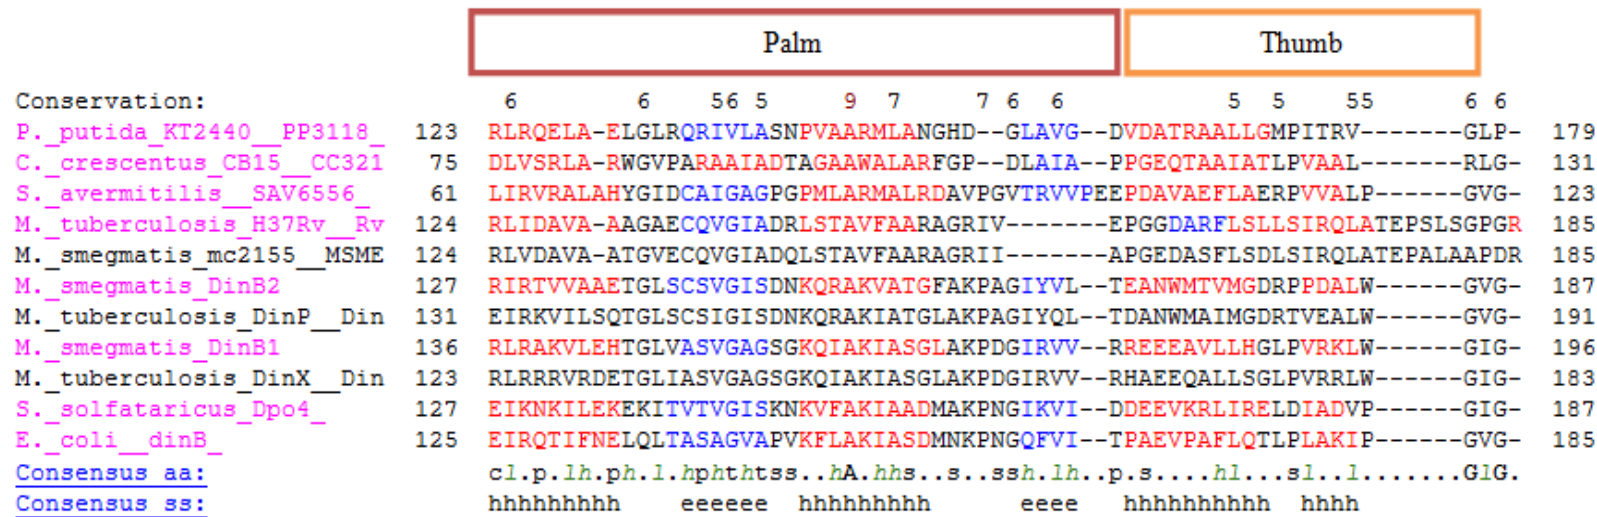 Palm Thumb
Conservation: 6 6 56 5 9 7 7 6 6 5 5 55 6 6
P._putida_KT2440__PP3118_ 123 RLRQELA-ELGLRQRIVLASNPVAARMLANGHD--GLAVG--DVDATRAALLGMPITRV-------GLP- 179
C._crescentus_CB15__CC321 75 DLVSRLA-RWGVPARAAIADTAGAAWALARFGP--DLAIA--PPGEQTAAIATLPVAAL-------RLG- 131
S._avermitilis__SAV6556_ 61 LIRVRALAHYGIDCAIGAGPGPMLARMALRDAVPGVTRVVPEEPDAVAEFLAERPVVALP------GVG- 123
M._tuberculosis_H37Rv__Rv 124 RLIDAVA-AAGAECQVGIADRLSTAVFAARAGRIV-------EPGGDARFLSLLSIRQLATEPSLSGPGR 185
M._smegmatis_mc2155__MSME 124 RLVDAVA-ATGVECQVGIADQLSTAVFAARAGRII-------APGEDASFLSDLSIRQLATEPALAAPDR 185
M._smegmatis_DinB2 127 RIRTVVAAETGLSCSVGISDNKQRAKVATGFAKPAGIYVL--TEANWMTVMGDRPPDALW------GVG- 187
M._tuberculosis_DinP__Din 131 EIRKVILSQTGLSCSIGISDNKQRAKIATGLAKPAGIYQL--TDANWMAIMGDRTVEALW------GVG- 191
M._smegmatis_DinB1 136 RLRAKVLEHTGLVASVGAGSGKQIAKIASGLAKPDGIRVV--RREEEAVLLHGLPVRKLW------GIG- 196
M._tuberculosis_DinX__Din 123 RLRRRVRDETGLIASVGAGSGKQIAKIASGLAKPDGIRVV--RHAEEQALLSGLPVRRLW------GIG- 183
S._solfataricus_Dpo4_ 127 EIKNKILEKEKITVTVGISKNKVFAKIAADMAKPNGIKVI--DDEEVKRLIRELDIADVP------GIG- 187
E._coli__dinB_ 125 EIRQTIFNELQLTASAGVAPVKFLAKIASDMNKPNGQFVI--TPAEVPAFLQTLPLAKIP------GVG- 185
Consensus aa: cl.p.lhph.l.hphthtss..hA.hhs..s..ssh.lh..p.s....hl...sl..l.......GlG.
Consensus ss: hhhhhhhhh eeeeee hhhhhhhhh eeee hhhhhhhhhh hhhh